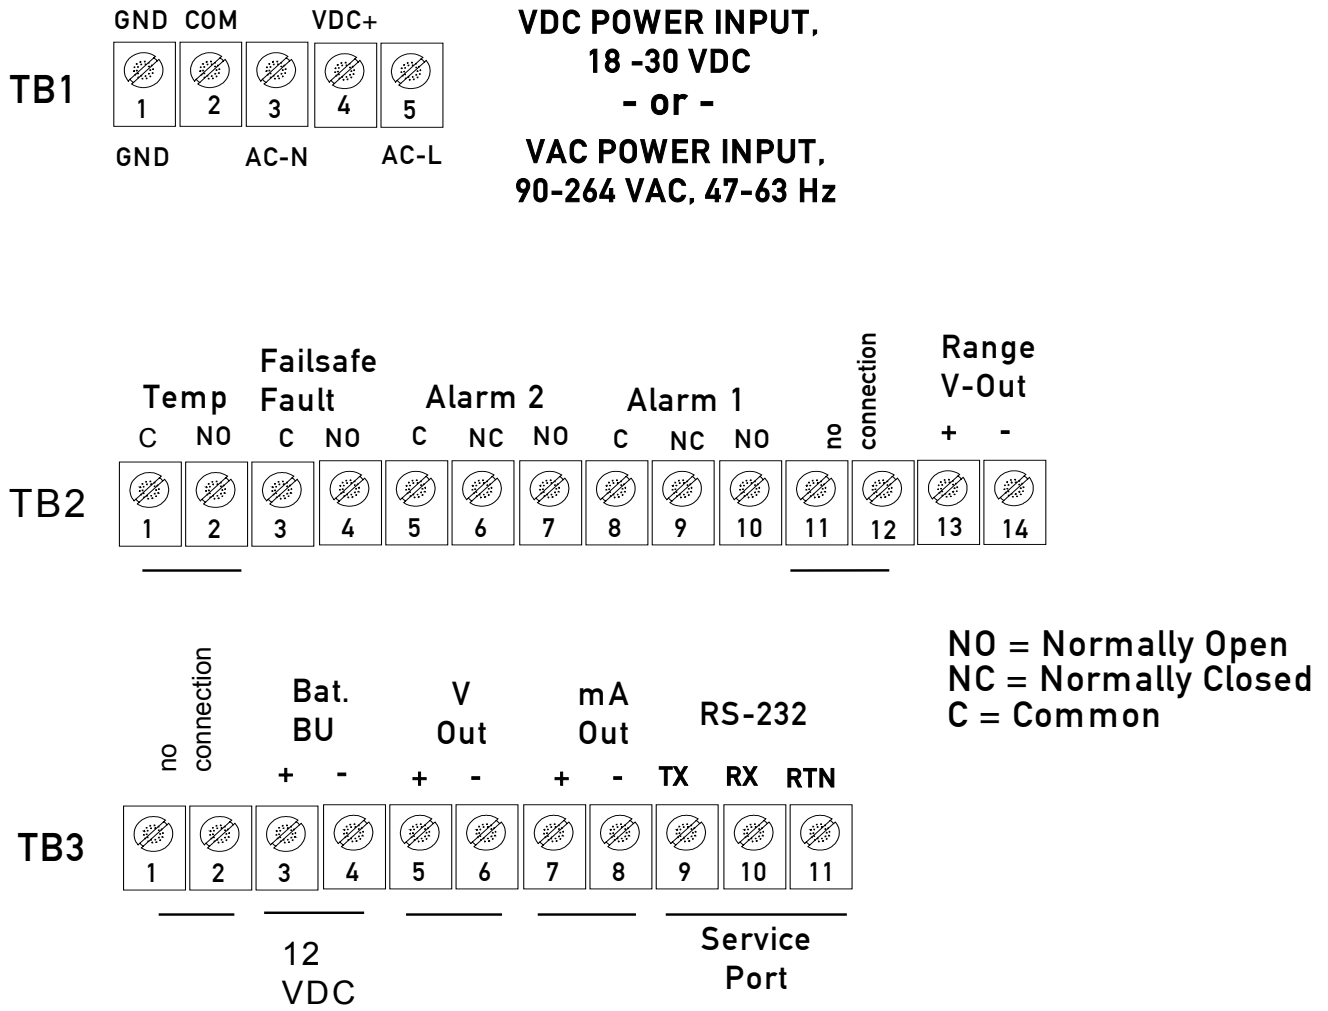 GND COM VDC+
TB1
1 2 3 4 5
GND AC-N AC-L
VDC POWER INPUT,
18 -30 VDC
- or -
VAC POWER INPUT,
90-264 VAC, 47-63 Hz
Temp
Failsafe
Fault
Alarm 2
Alarm 1
no
connection
Range
V-Out
C NO C NO C NC NO C NC NO + -
TB2
1 2 3 4 5 6 7 8 9 10 11 12 13 14
NO = Normally Open
NC = Normally Closed
C = Common
no
connection
Bat.
BU
V
Out
mA
Out
RS-232
+ - + - + - TX RX RTN
TB3
1 2 3 4 5 6 7 8 9 10 11
12
VDC
Service
Port